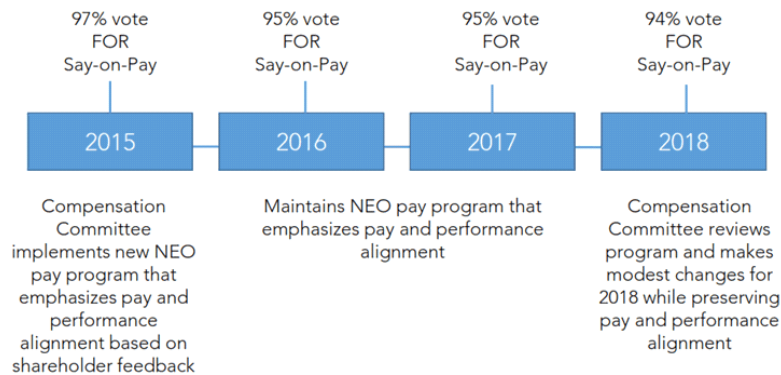 97% vote
FOR
Say-on-Pay
95% vote
FOR
Say-on-Pay
95% vote
FOR
Say-on-Pay
94% vote
FOR
Say-on-Pay
2015
2016
2017
2018
Compensation
Committee
implements new NEO
pay program that
emphasizes pay and
performance
alignment based on
shareholder feedback
Maintains NEO pay program that
emphasizes pay and performance
alignment
Compensation
Committee reviews
program and makes
modest changes for
2018 while preserving
pay and performance
alignment